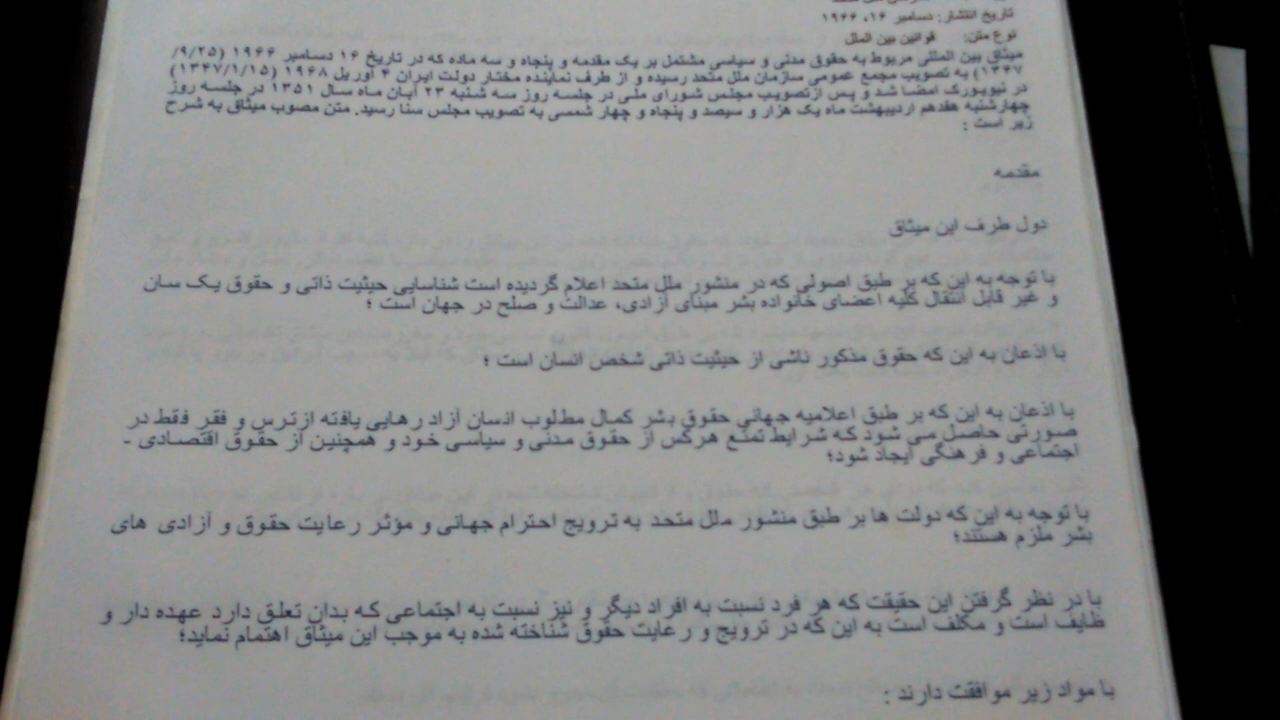 تاریخ انتشار: دسامبر ۱۶، ۱۹۶۶
نوع متن: قوانین بین الملل
میثاق بین المللی مربوط به حقوق مدنی و سیاسی مشتمل بر یک مقدمه و پنجاه و سه ماده که در تاریخ ۱۶ دسامبر ۱۹۶۶ (۹/۲۵/
۱۳۴۷) به تصویب مجمع عمومی سازمان ملل متحد رسیده و از طرف نماینده مختار دولت ایران ۴ آوریل ۱۹۶۸ (۱۳۴۷/۱/۱۵)
در نیویورک امضا شد و پس ازتصویب مجلس شورای ملی در جلسه روز سه شنبه ۲۳ آبان ماه سال ۱۳۵۱ در جلسه روز
چهارشنبه هفدهم اردیبهشت ماه یک هزار و سیصد و پنجاه و چهار شمسی به تصویب مجلس سنا رسید. متن مصوب میثاق به شرح
زیر است :
مقدمه
دول طرف این میثاق
با توجه به این که بر طبق اصولی که در منشور ملل متحد اعلام گردیده است شناسایی حیثیت ذاتی و حقوق یک سان
و غیر قابل انتقال کلیه اعضای خانواده بشر مبنای آزادی، عدالت و صلح در جهان است ؛
با اذعان به این که حقوق مذکور ناشی از حیثیت ذاتی شخص انسان است ؛
با اذعان به این که بر طبق اعلامیه جهانی حقوق بشر کمال مطلوب انسان آزاد رهایی یافته ازترس و فقر فقط در
صورتی حاصل می شود که شرایط تمتع هرکس از حقوق مدنی و سیاسی خود و همچنین از حقوق اقتصادی -
اجتماعی و فرهنگی ایجاد شود؛
با توجه به این که دولت ها بر طبق منشور ملل متحد به ترویج احترام جهانی و مؤثر رعایت حقوق و آزادی های
بشر ملزم هستند؛
با در نظر گرفتن این حقیقت که هر فرد نسبت به افراد دیگر و نیز نسبت به اجتماعی که بدان تعلق دارد عهده دار و
ظایف است و مکلف است به این که در ترویج و رعایت حقوق شناخته شده به موجب این میثاق اهتمام نماید؛
با مواد زیر موافقت دارند :